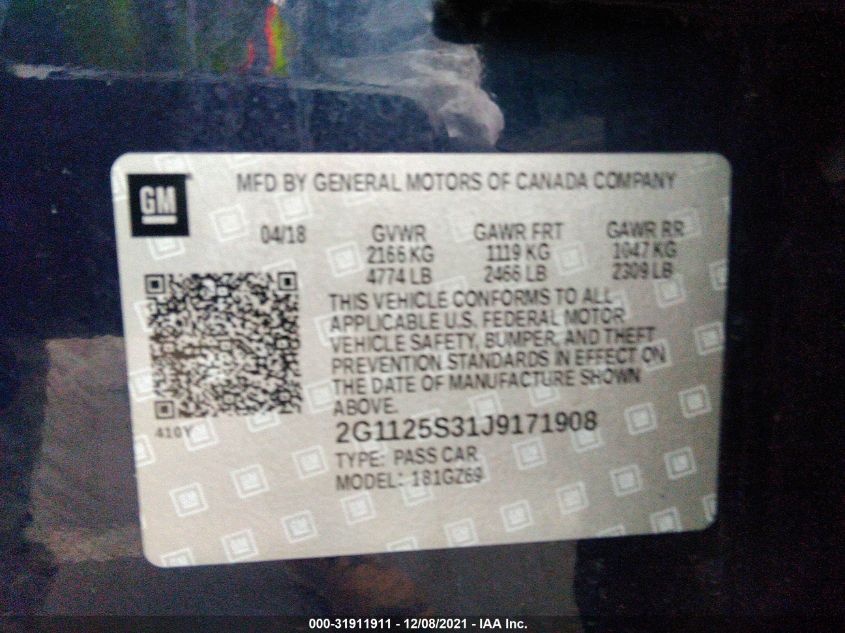 GM
MFD BY GENERAL MOTORS OF CANADA COMPANY
04/18 GVWR GAWR FRT GAWR RR
2166 KG 1119 KG 1047 KG
4774 LB 2466 LB 2309 LB
THIS VEHICLE CONFORMS TO ALL
APPLICABLE U.S. FEDERAL MOTOR
VEHICLE SAFETY, BUMPER, AND THEFT
PREVENTION STANDARDS IN EFFECT ON
THE DATE OF MANUFACTURE SHOWN
ABOVE.
410Y
2G1125S31J9171908
TYPE: PASS CAR
MODEL: 181GZ69
000-31911911 - 12/08/2021 - IAA Inc.